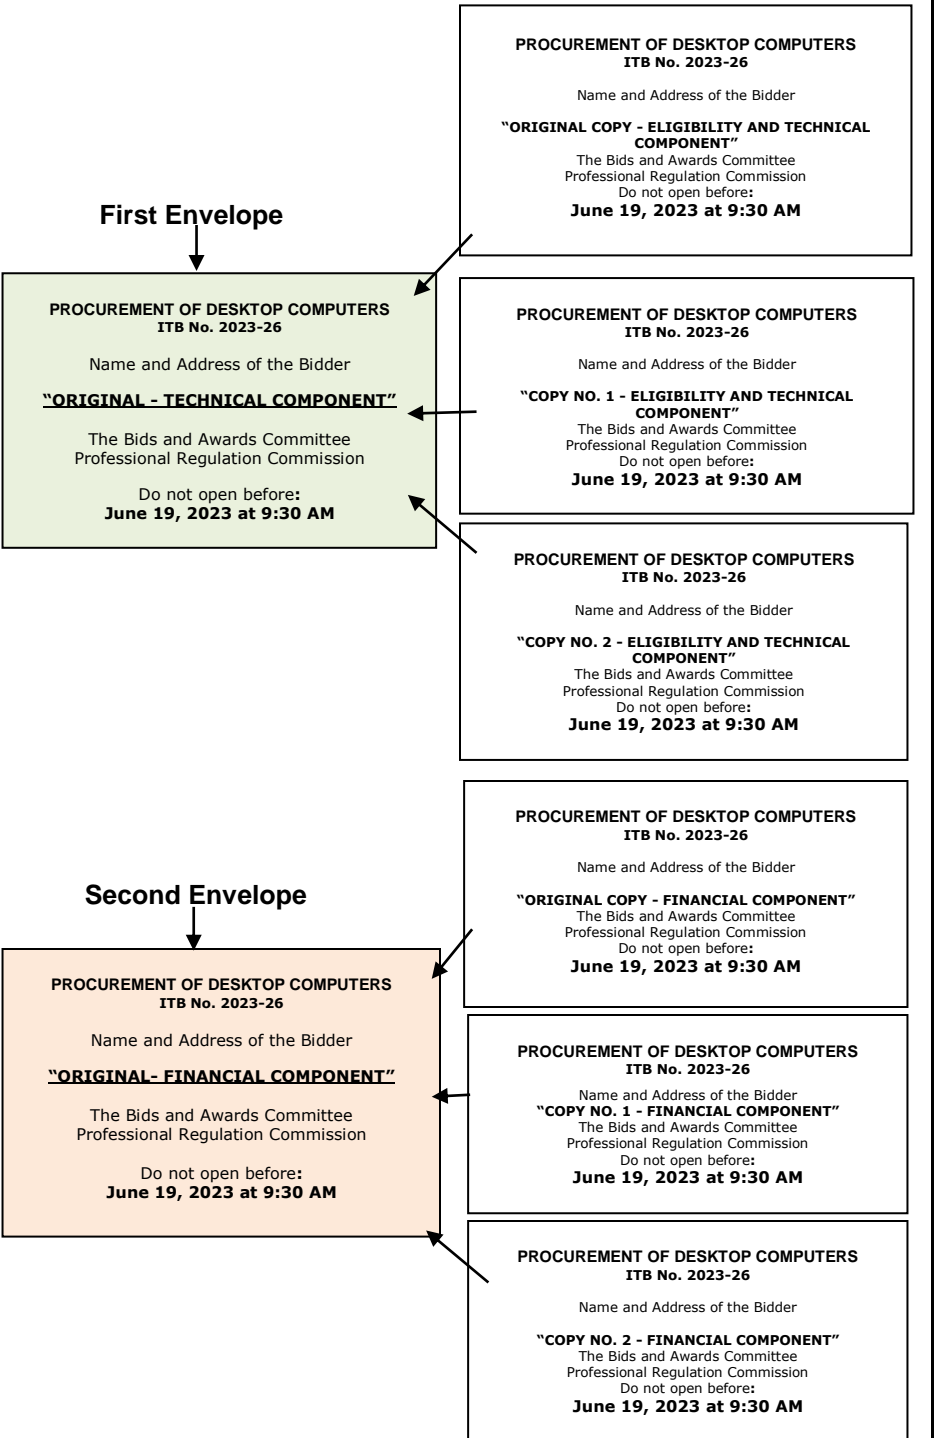 PROCUREMENT OF DESKTOP COMPUTERS
ITB No. 2023-26
Name and Address of the Bidder
“ORIGINAL COPY - ELIGIBILITY AND TECHNICAL
COMPONENT”
The Bids and Awards Committee
Professional Regulation Commission
Do not open before:
June 19, 2023 at 9:30 AM
First Envelope
PROCUREMENT OF DESKTOP COMPUTERS
ITB No. 2023-26
Name and Address of the Bidder
“ORIGINAL - TECHNICAL COMPONENT”
The Bids and Awards Committee
Professional Regulation Commission
Do not open before:
June 19, 2023 at 9:30 AM
PROCUREMENT OF DESKTOP COMPUTERS
ITB No. 2023-26
Name and Address of the Bidder
“COPY NO. 1 - ELIGIBILITY AND TECHNICAL
COMPONENT”
The Bids and Awards Committee
Professional Regulation Commission
Do not open before:
June 19, 2023 at 9:30 AM
PROCUREMENT OF DESKTOP COMPUTERS
ITB No. 2023-26
Name and Address of the Bidder
“COPY NO. 2 - ELIGIBILITY AND TECHNICAL
COMPONENT”
The Bids and Awards Committee
Professional Regulation Commission
Do not open before:
June 19, 2023 at 9:30 AM
PROCUREMENT OF DESKTOP COMPUTERS
ITB No. 2023-26
Name and Address of the Bidder
“ORIGINAL COPY - FINANCIAL COMPONENT”
The Bids and Awards Committee
Professional Regulation Commission
Do not open before:
June 19, 2023 at 9:30 AM
Second Envelope
PROCUREMENT OF DESKTOP COMPUTERS
ITB No. 2023-26
Name and Address of the Bidder
“ORIGINAL- FINANCIAL COMPONENT”
The Bids and Awards Committee
Professional Regulation Commission
Do not open before:
June 19, 2023 at 9:30 AM
PROCUREMENT OF DESKTOP COMPUTERS
ITB No. 2023-26
Name and Address of the Bidder
“COPY NO. 1 - FINANCIAL COMPONENT”
The Bids and Awards Committee
Professional Regulation Commission
Do not open before:
June 19, 2023 at 9:30 AM
PROCUREMENT OF DESKTOP COMPUTERS
ITB No. 2023-26
Name and Address of the Bidder
“COPY NO. 2 - FINANCIAL COMPONENT”
The Bids and Awards Committee
Professional Regulation Commission
Do not open before:
June 19, 2023 at 9:30 AM